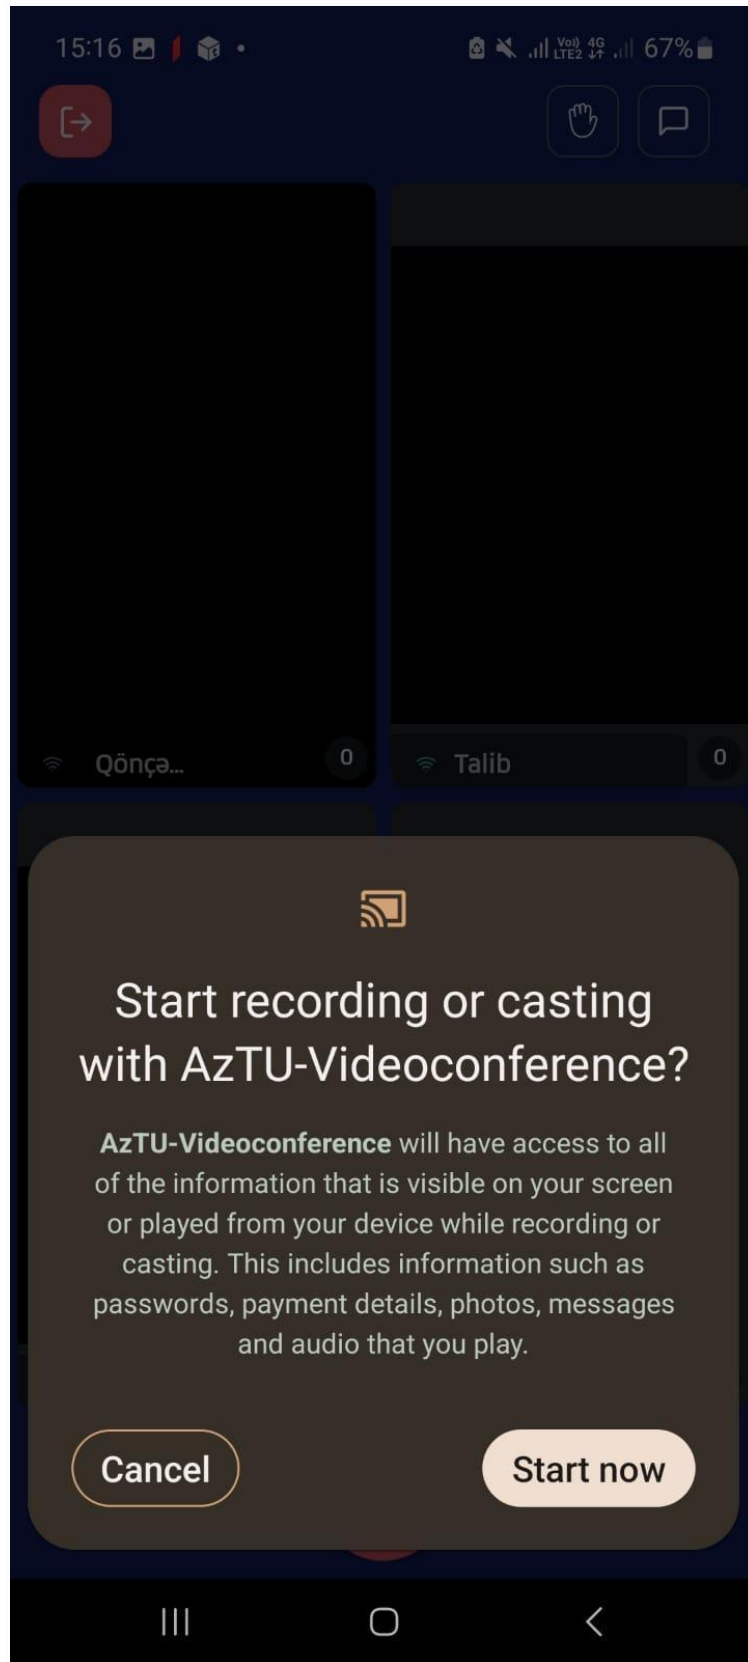 15:16
Vo)) 4G 67%
LTE2
Qönçə... 0
Talib 0
Start recording or casting
with AzTU-Videoconference?
AzTU-Videoconference will have access to all
of the information that is visible on your screen
or played from your device while recording or
casting. This includes information such as
passwords, payment details, photos, messages
and audio that you play.
Cancel
Start now